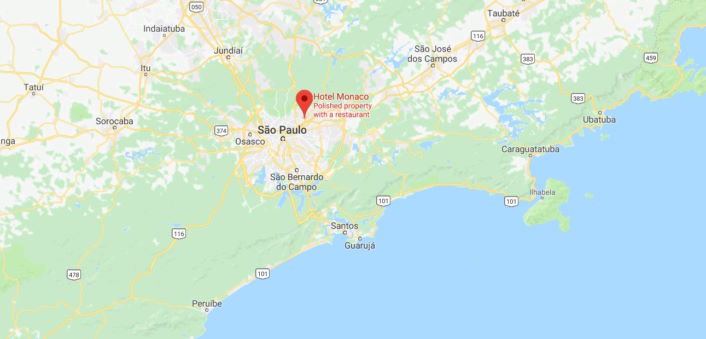 050
Taubaté
Indaiatuba
116
Jundiaí
São José
dos Campos
459
383
Itu
Tatuí
Hotel Monaco
Polished property
with a restaurant
383
Sorocaba
374
São Paulo
Ubatuba
nga
Osasco
Caraguatatuba
São Bernardo
do Campo
Ilhabela
101
101
Santos
116
Guarujá
478
101
Peruíbe